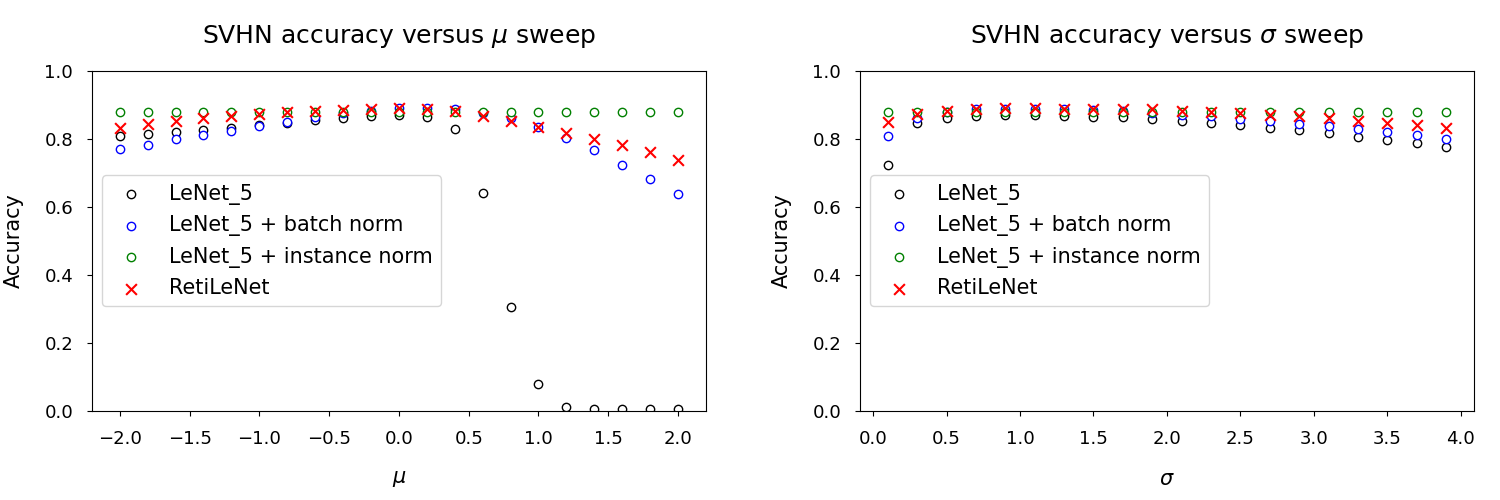 SVHN accuracy versus μ sweep
1.0
0.8
0.6
0.4
0.2
0.0
Accuracy
LeNet_5
LeNet_5 + batch norm
LeNet_5 + instance norm
RetiLeNet
−2.0 −1.5 −1.0 −0.5 0.0 0.5 1.0 1.5 2.0
μ
SVHN accuracy versus σ sweep
1.0
0.8
0.6
0.4
0.2
0.0
Accuracy
LeNet_5
LeNet_5 + batch norm
LeNet_5 + instance norm
RetiLeNet
0.0 0.5 1.0 1.5 2.0 2.5 3.0 3.5 4.0
σ